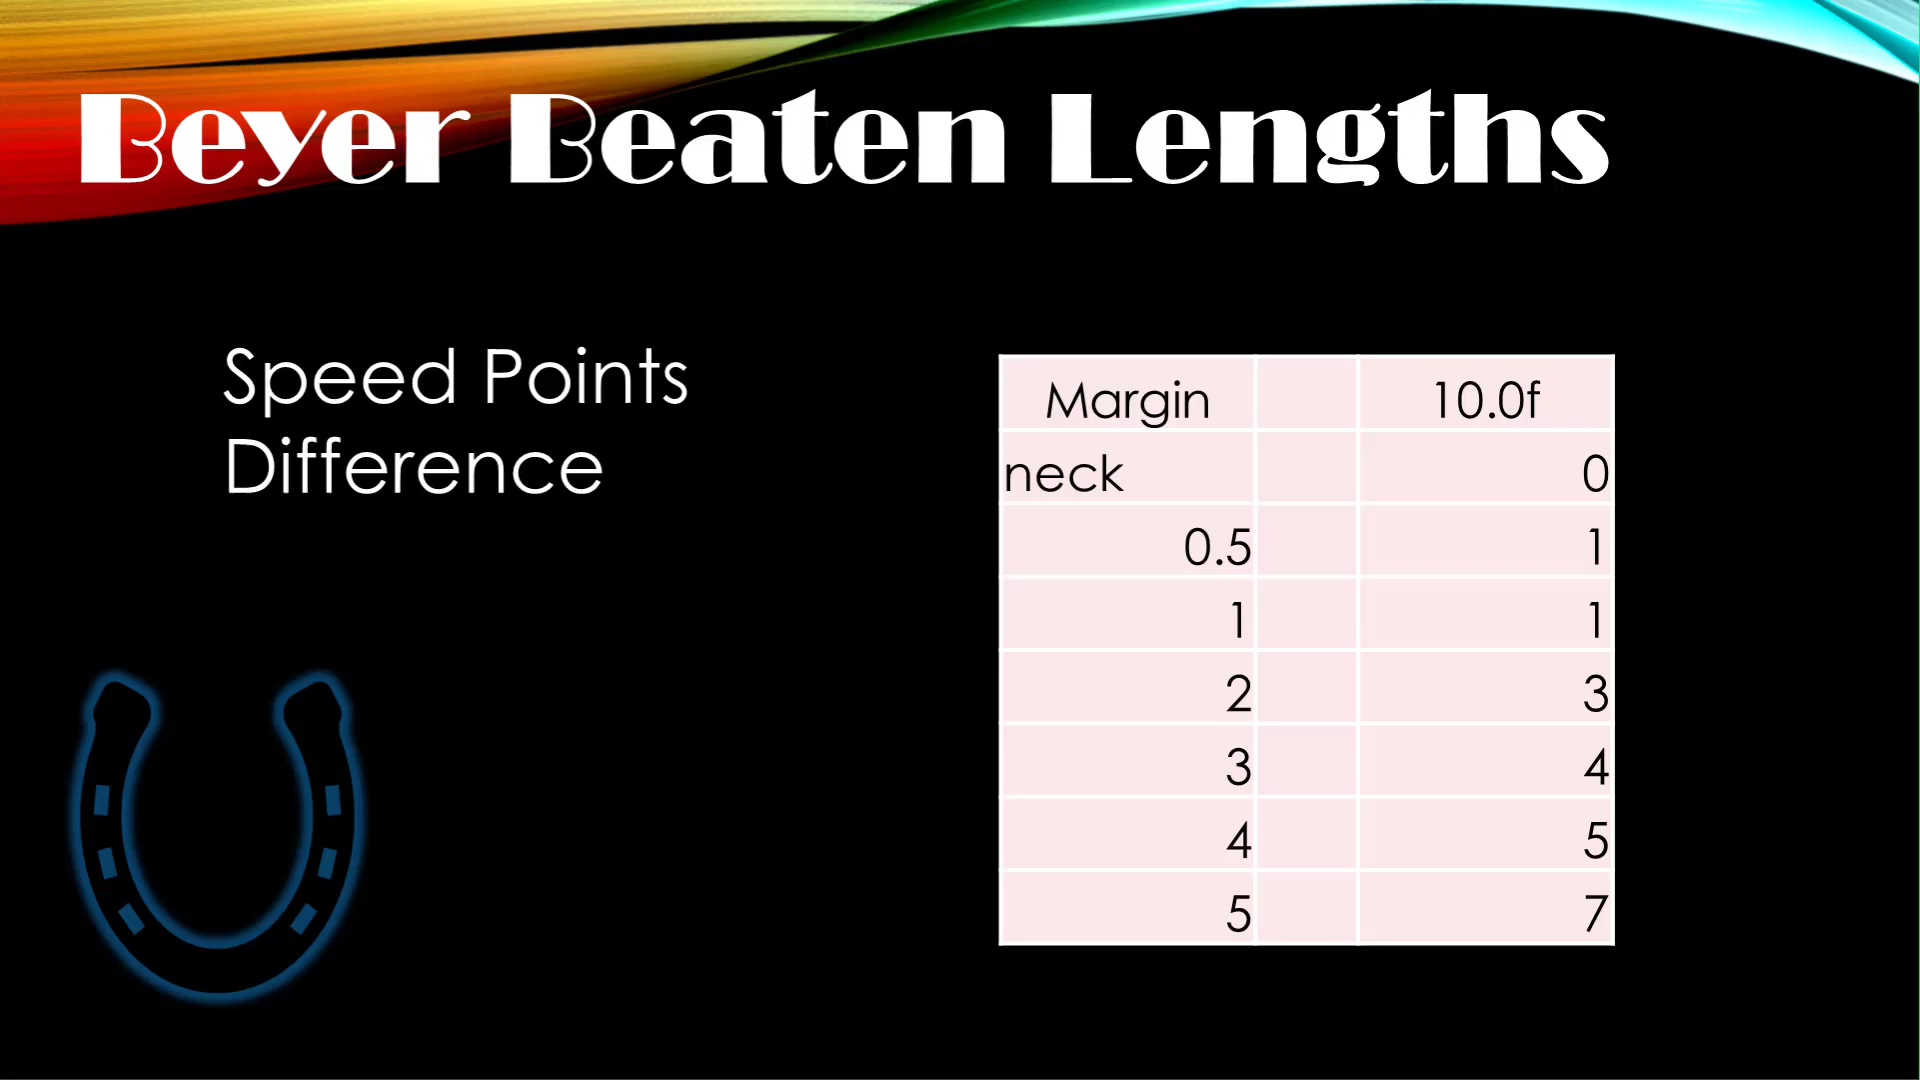 Beyer Beaten Lengths
Speed Points
Difference
Margin 10.0f
neck 0
0.5 1
1 1
2 3
3 4
4 5
5 7